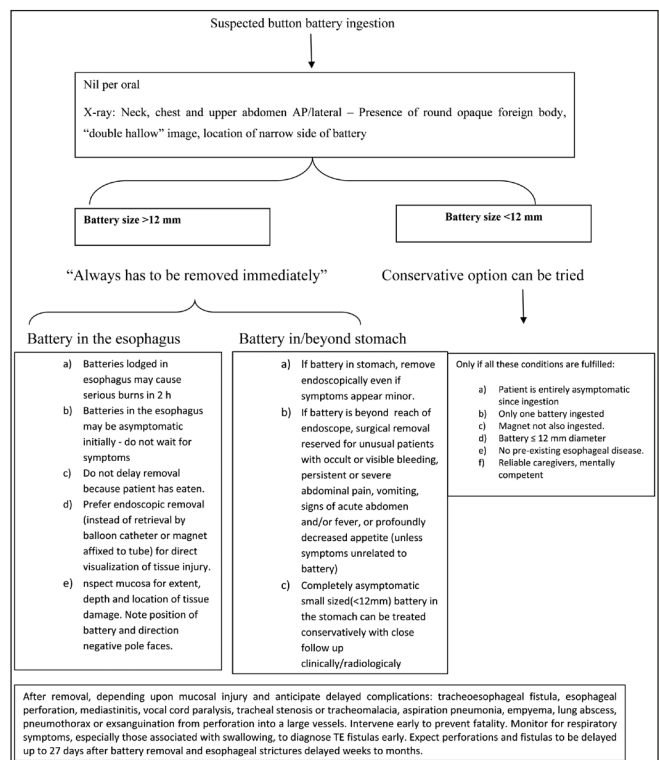 Suspected button battery ingestion
Nil per oral
X-ray: Neck, chest and upper abdomen AP/lateral – Presence of round opaque foreign body,
“double hallow” image, location of narrow side of battery
Battery size >12 mm
Battery size <12 mm
“Always has to be removed immediately”
Conservative option can be tried
Battery in the esophagus
a) Batteries lodged in
esophagus may cause
serious burns in 2 h
b) Batteries in the esophagus
may be asymptomatic
initially - do not wait for
symptoms
c) Do not delay removal
because patient has eaten.
d) Prefer endoscopic removal
(instead of retrieval by
balloon catheter or magnet
affixed to tube) for direct
visualization of tissue injury.
e) nspect mucosa for extent,
depth and location of tissue
damage. Note position of
battery and direction
negative pole faces.
Battery in/beyond stomach
a) If battery in stomach, remove
endoscopically even if
symptoms appear minor.
b) If battery is beyond reach of
endoscope, surgical removal
reserved for unusual patients
with occult or visible bleeding,
persistent or severe
abdominal pain, vomiting,
signs of acute abdomen
and/or fever, or profoundly
decreased appetite (unless
symptoms unrelated to
battery)
c) Completely asymptomatic
small sized(<12mm) battery in
the stomach can be treated
conservatively with close
follow up
clinically/radiologicaly
Only if all these conditions are fulfilled:
a) Patient is entirely asymptomatic
since ingestion
b) Only one battery ingested
c) Magnet not also ingested.
d) Battery ≤ 12 mm diameter
e) No pre-existing esophageal disease.
f) Reliable caregivers, mentally
competent
After removal, depending upon mucosal injury and anticipate delayed complications: tracheoesophageal fistula, esophageal
perforation, mediastinitis, vocal cord paralysis, tracheal stenosis or tracheomalacia, aspiration pneumonia, empyema, lung abscess,
pneumothorax or exsanguination from perforation into a large vessels. Intervene early to prevent fatality. Monitor for respiratory
symptoms, especially those associated with swallowing, to diagnose TE fistulas early. Expect perforations and fistulas to be delayed
up to 27 days after battery removal and esophageal strictures delayed weeks to months.